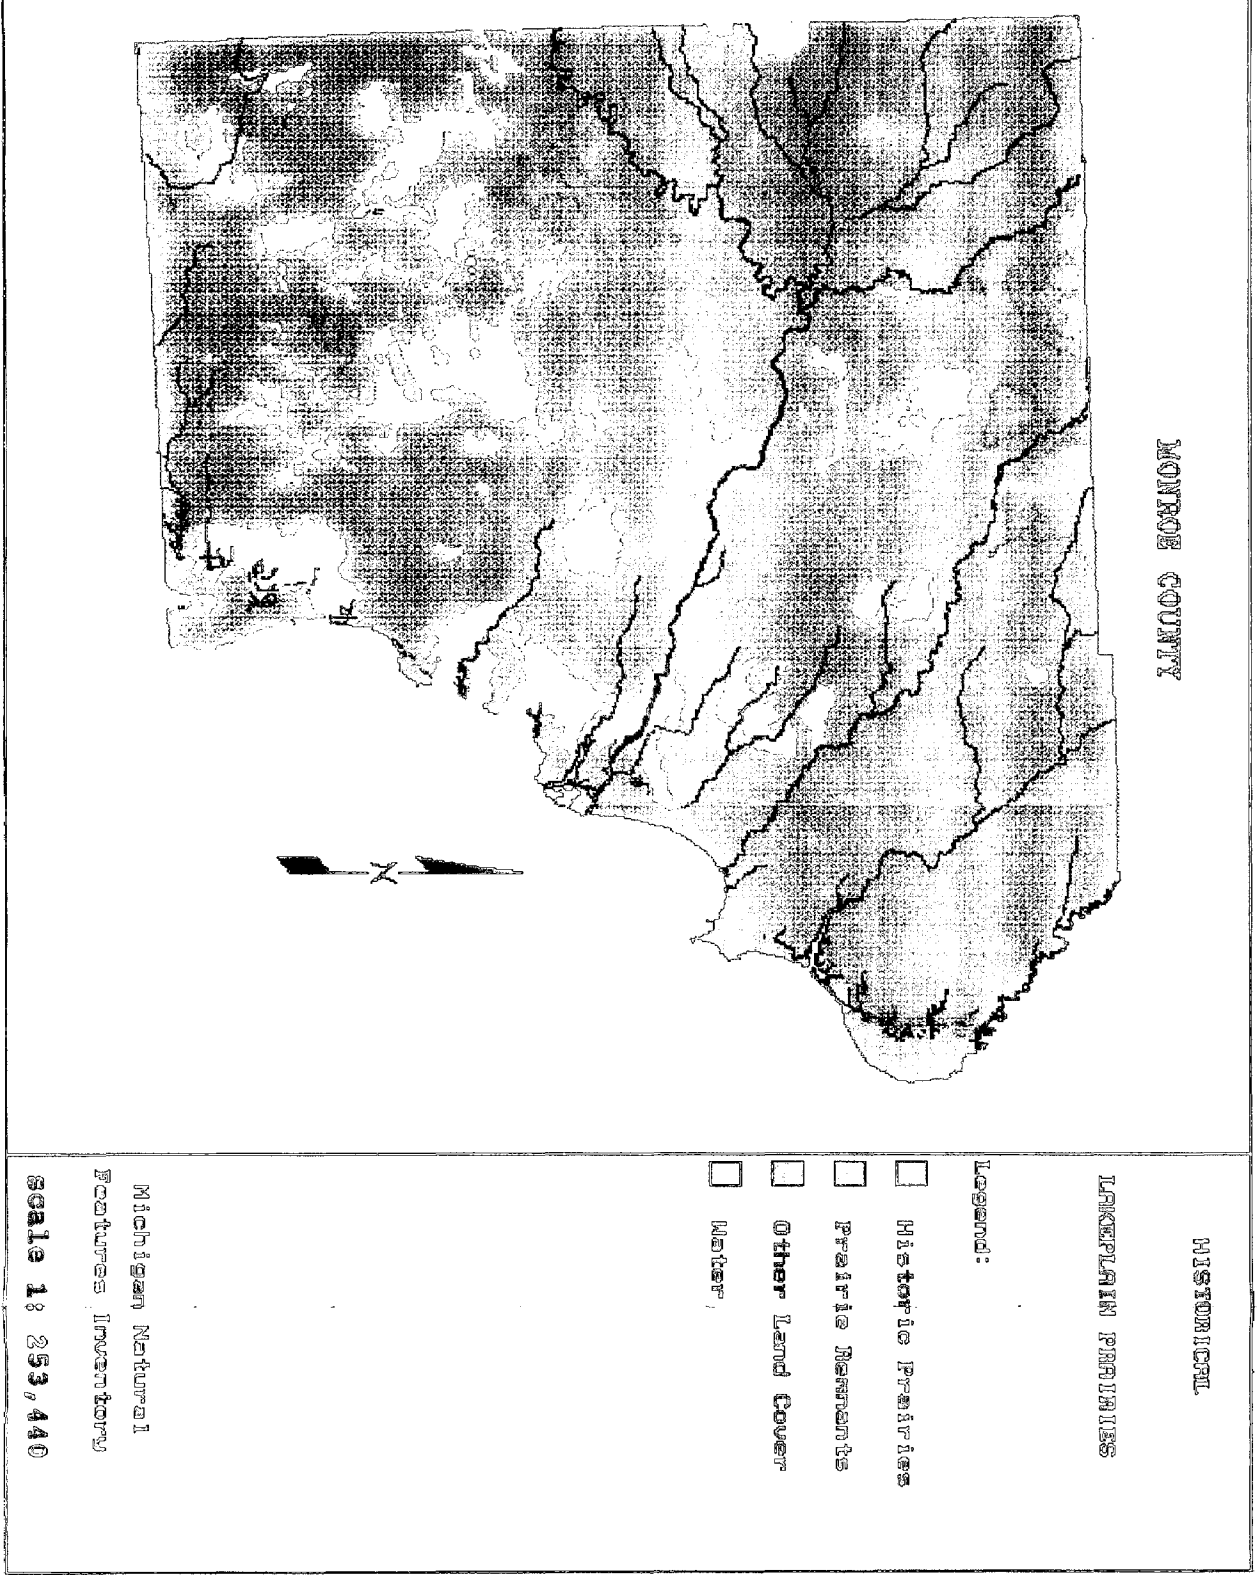 MONROE COUNTY
N
HISTORICAL
LAKEPLAIN PRAIRIES
Legend:
Historic Prairies
Prairie Remnants
Other Land Cover
Water
Michigan Natural
Features Inventory
scale 1: 253,440